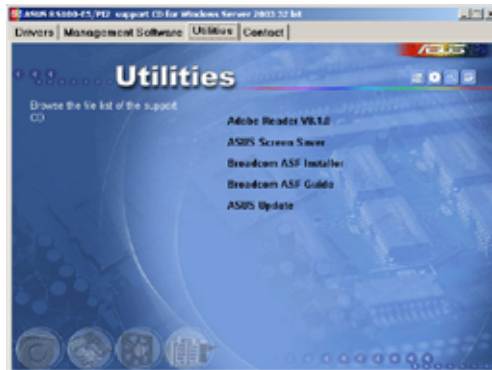 ASUS RS100-E5/PI2 support CD for Windows Server 2003 32 bit
Drivers Management Software Utilities Contact
Utilities
Browse the file list of the support
CD
Adobe Reader V8.1.0
ASUS Screen Saver
Broadcom ASF Installer
Broadcom ASF Guide
ASUS Update